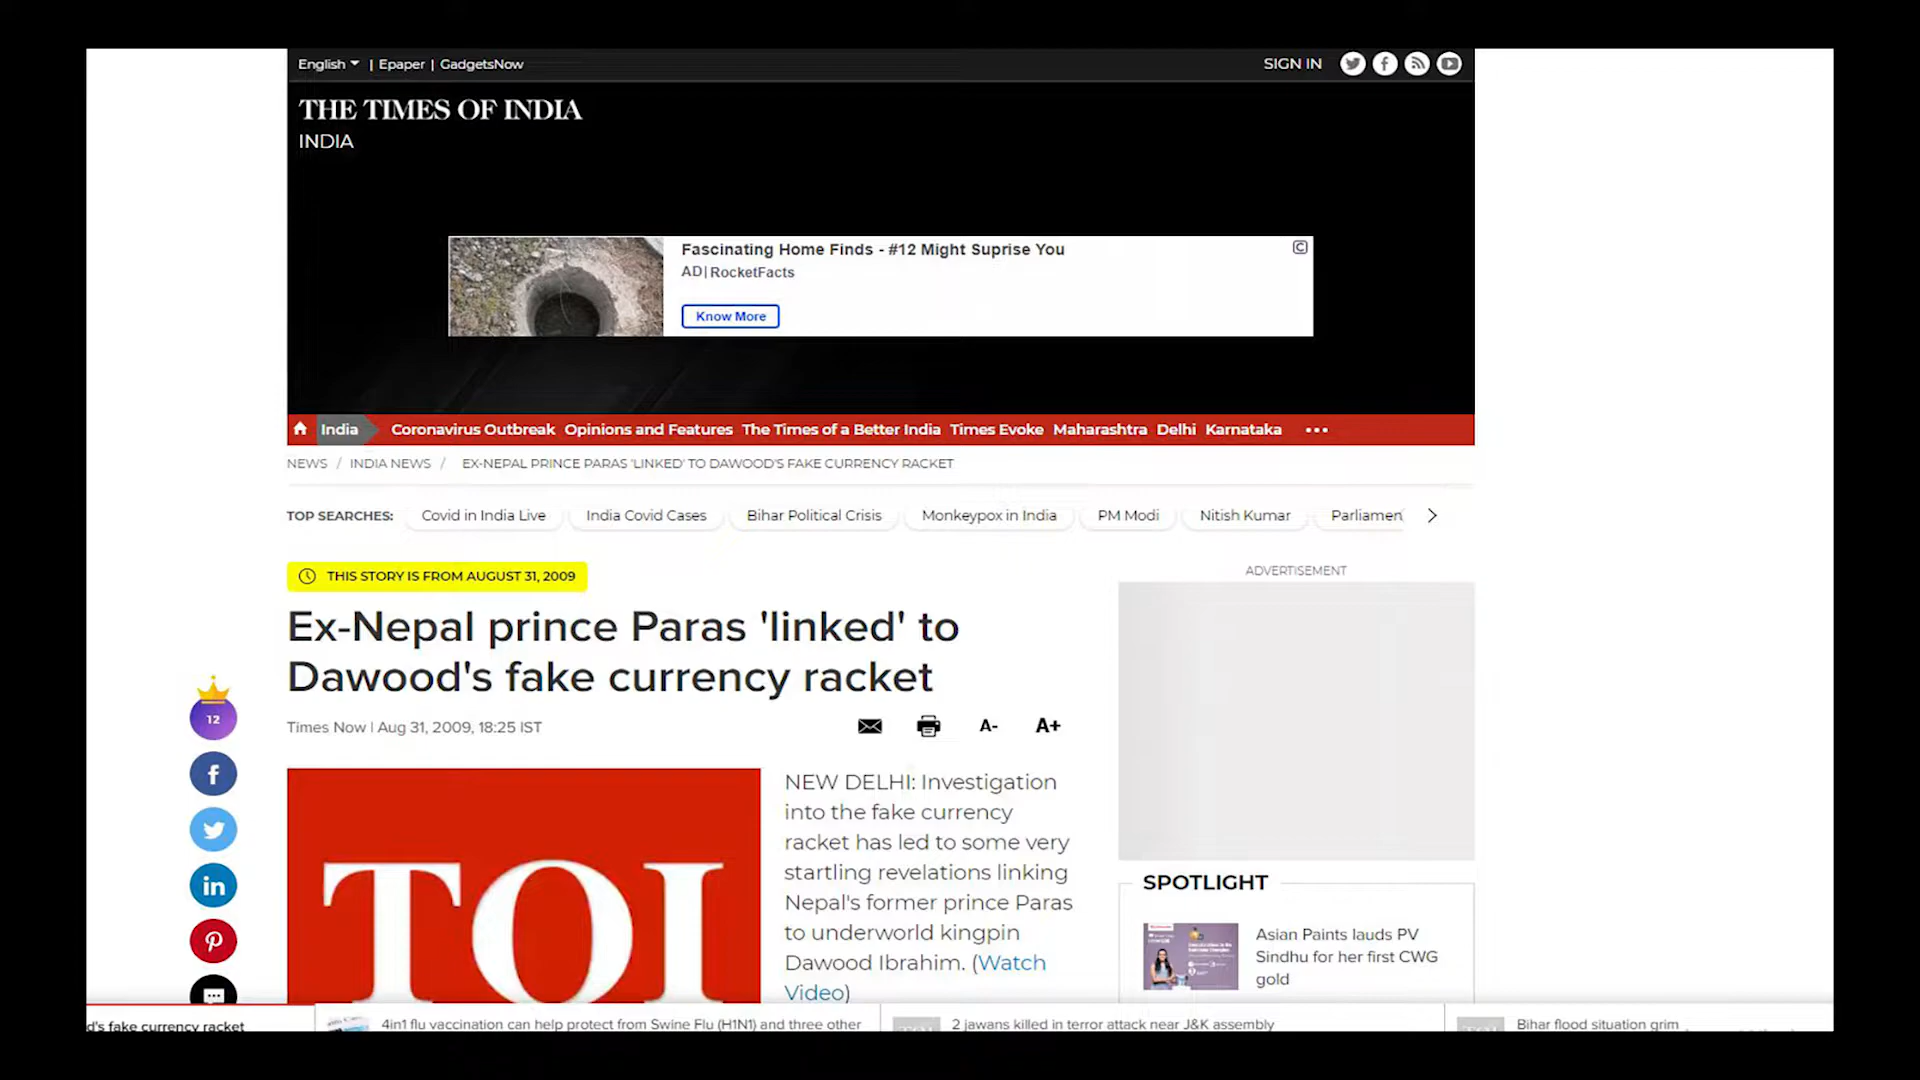 English | Epaper | GadgetsNow
SIGN IN
THE TIMES OF INDIA
INDIA
Fascinating Home Finds - #12 Might Suprise You
AD| RocketFacts
Know More
India Coronavirus Outbreak Opinions and Features The Times of a Better India Times Evoke Maharashtra Delhi Karnataka
NEWS / INDIA NEWS / EX-NEPAL PRINCE PARAS 'LINKED' TO DAWOOD'S FAKE CURRENCY RACKET
TOP SEARCHES: Covid in India Live India Covid Cases Bihar Political Crisis Monkeypox in India PM Modi Nitish Kumar Parliamen
THIS STORY IS FROM AUGUST 31, 2009
Ex-Nepal prince Paras 'linked' to
Dawood's fake currency racket
12
Times Now | Aug 31, 2009, 18:25 IST
A- A+
TOI
NEW DELHI: Investigation
into the fake currency
racket has led to some very
startling revelations linking
Nepal's former prince Paras
to underworld kingpin
Dawood Ibrahim. (Watch
Video)
ADVERTISEMENT
SPOTLIGHT
Asian Paints lauds PV
Sindhu for her first CWG
gold
d's fake currency racket
4in1 flu vaccination can help protect from Swine Flu (H1N1) and three other
2 jawans killed in terror attack near J&K assembly
Bihar flood situation grim